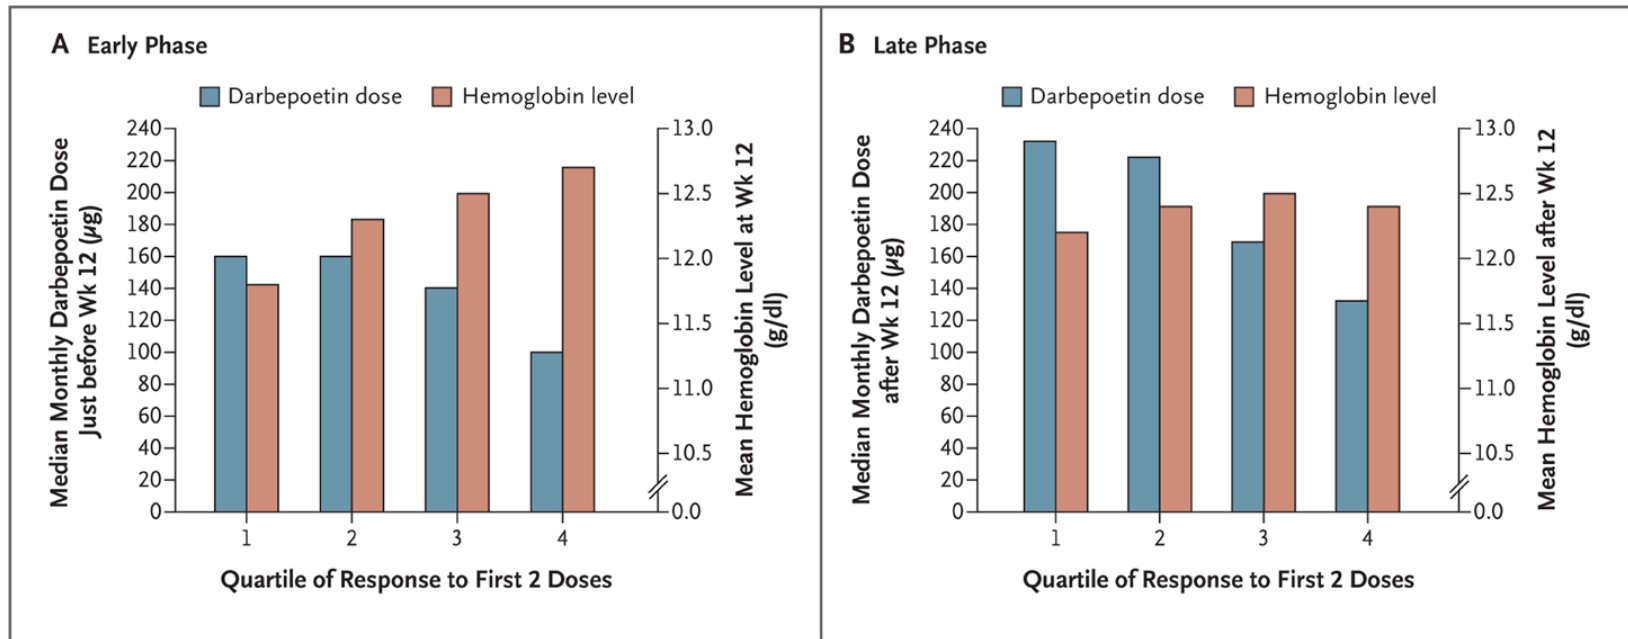 A Early Phase
Darbepoetin dose
Hemoglobin level
Median Monthly Darbepoetin Dose
Just before Wk 12 (µg)
240
220
200
180
160
140
120
100
80
60
40
20
0
13.0
12.5
12.0
11.5
11.0
10.5
0.0
Mean Hemoglobin Level at Wk 12
(g/dl)
1 2 3 4
Quartile of Response to First 2 Doses
B Late Phase
Darbepoetin dose
Hemoglobin level
Median Monthly Darbepoetin Dose
after Wk 12 (µg)
240
220
200
180
160
140
120
100
80
60
40
20
0
13.0
12.5
12.0
11.5
11.0
10.5
0.0
Mean Hemoglobin Level after Wk 12
(g/dl)
1 2 3 4
Quartile of Response to First 2 Doses